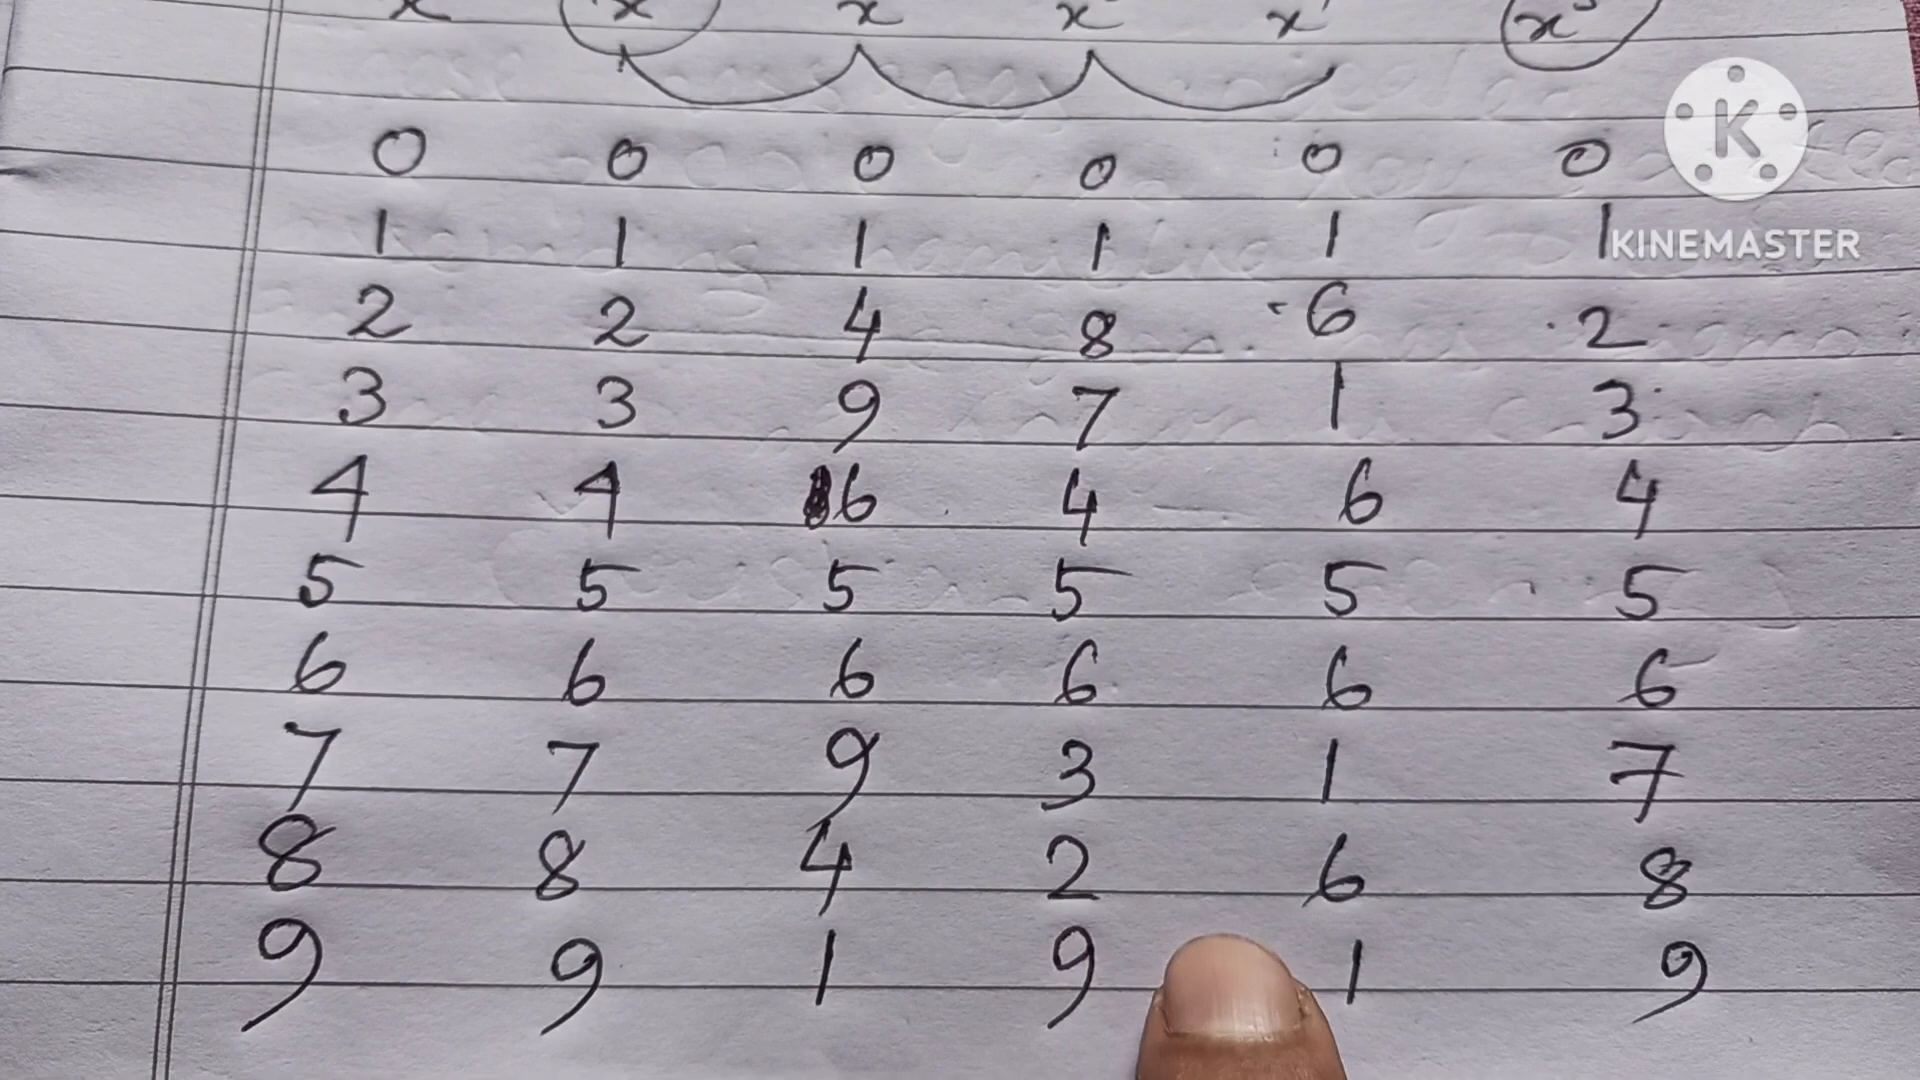 x x x x x x⁵
0 0 0 0 0 0
1 1 1 1 1 1
KINEMASTER
2 2 4 8 6 2
3 3 9 7 1 3
4 4 6 4 6 4
5 5 5 5 5 5
6 6 6 6 6 6
7 7 9 3 1 7
8 8 4 2 6 8
9 9 1 9 1 9